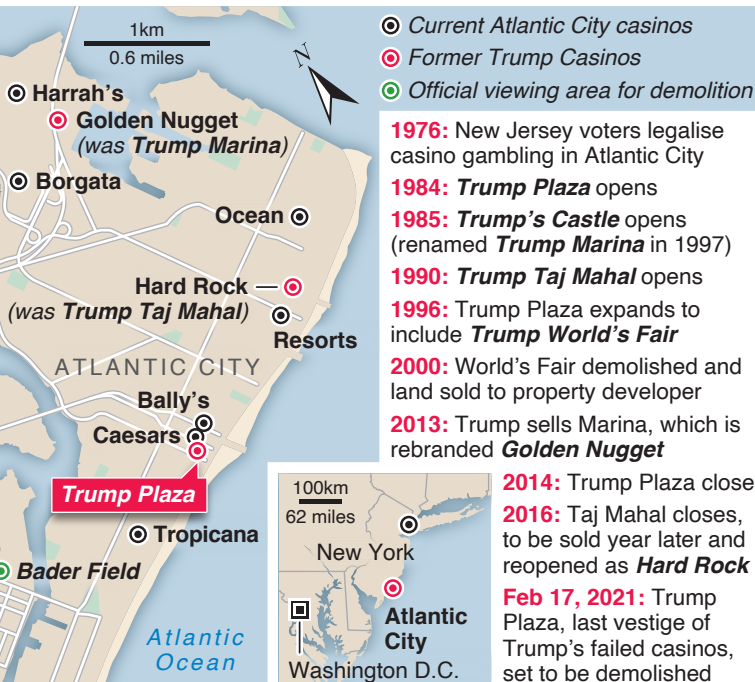 1km
0.6 miles
N
Current Atlantic City casinos
Former Trump Casinos
Official viewing area for demolition
Harrah's
Golden Nugget
(was Trump Marina)
Borgata
Ocean
Hard Rock
(was Trump Taj Mahal)
Resorts
ATLANTIC CITY
Bally's
Caesars
Trump Plaza
Tropicana
Bader Field
Atlantic
Ocean
1976: New Jersey voters legalise
casino gambling in Atlantic City
1984: Trump Plaza opens
1985: Trump's Castle opens
(renamed Trump Marina in 1997)
1990: Trump Taj Mahal opens
1996: Trump Plaza expands to
include Trump World's Fair
2000: World's Fair demolished and
land sold to property developer
2013: Trump sells Marina, which is
rebranded Golden Nugget
2014: Trump Plaza close
2016: Taj Mahal closes,
to be sold year later and
reopened as Hard Rock
Feb 17, 2021: Trump
Plaza, last vestige of
Trump's failed casinos,
set to be demolished
100km
62 miles
New York
Atlantic
City
Washington D.C.